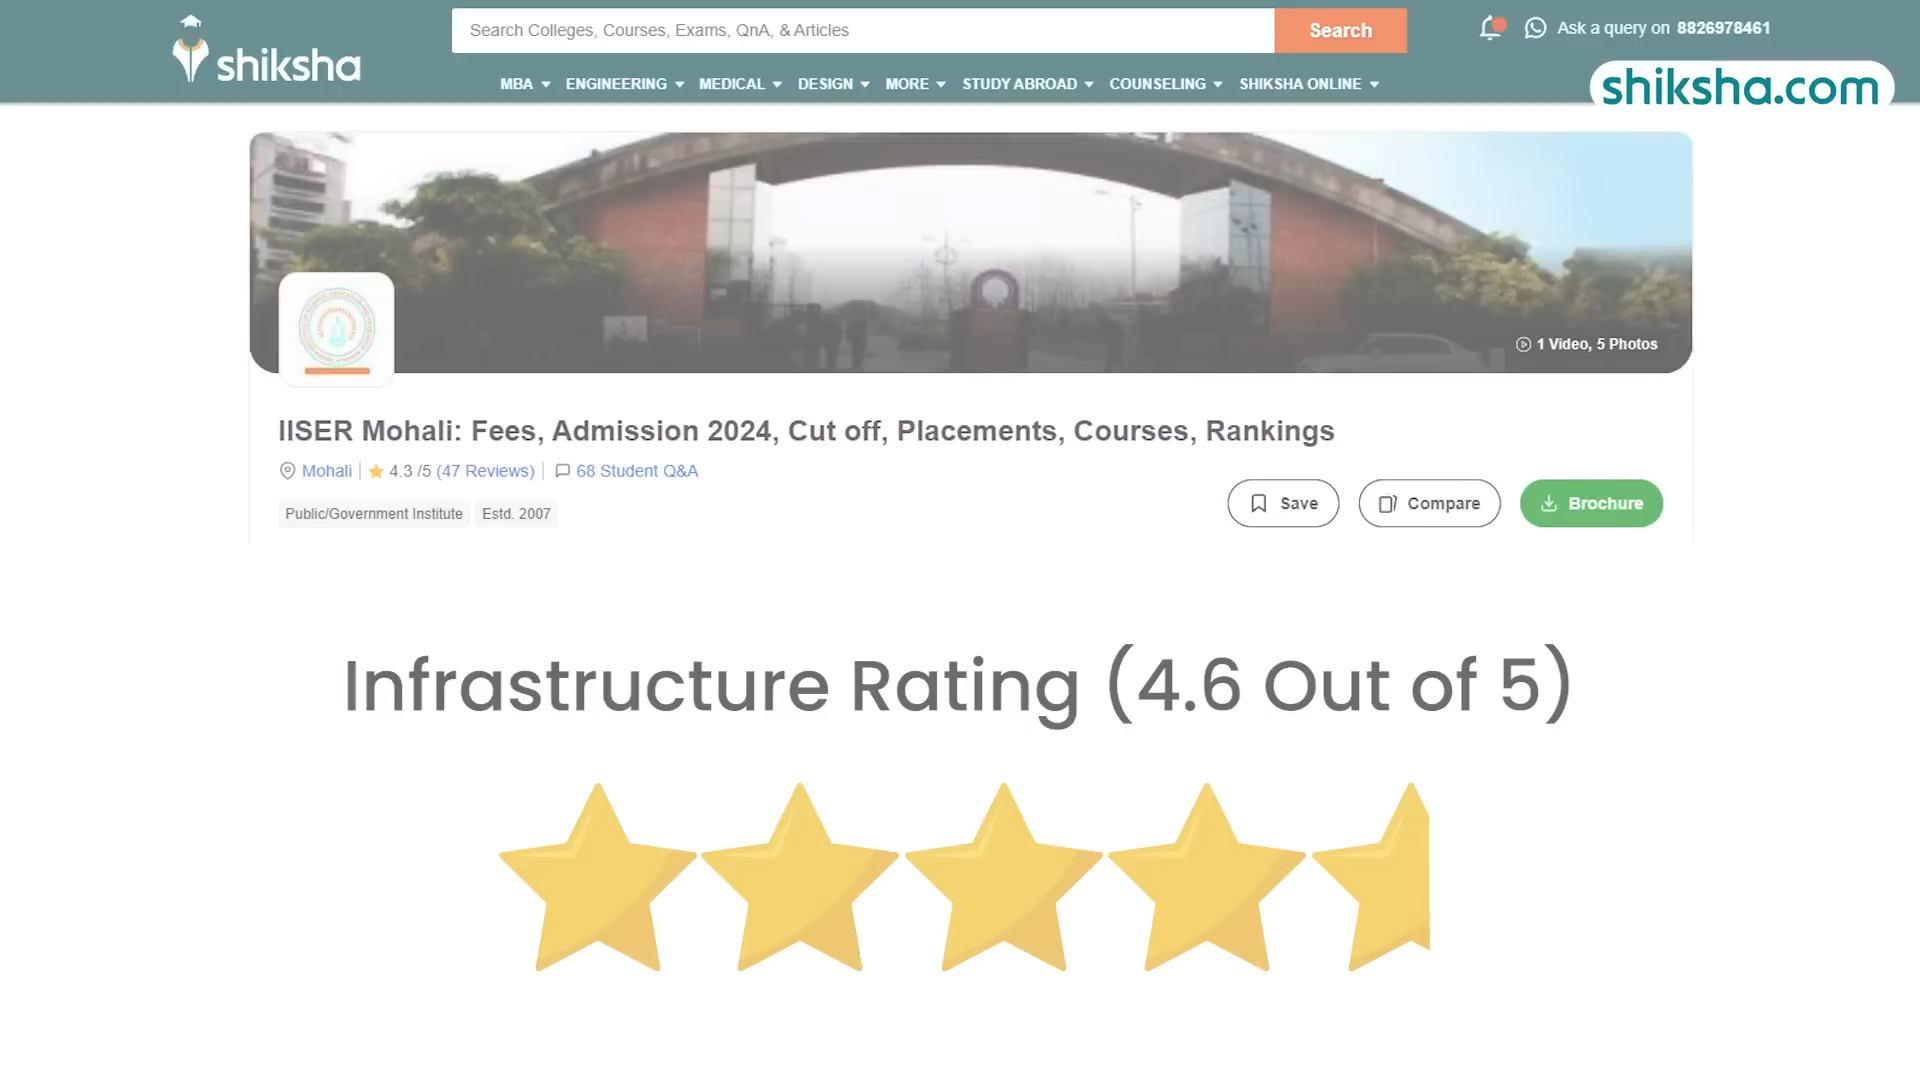 shiksha
Search Colleges, Courses, Exams, QnA, & Articles
Search
Ask a query on 8826978461
MBA
ENGINEERING
MEDICAL
DESIGN
MORE
STUDY ABROAD
COUNSELING
SHIKSHA ONLINE
shiksha.com
1 Video, 5 Photos
IISER Mohali: Fees, Admission 2024, Cut off, Placements, Courses, Rankings
Mohali
4.3 /5 (47 Reviews)
68 Student Q&A
Public/Government Institute
Estd. 2007
Save
Compare
Brochure
Infrastructure Rating (4.6 Out of 5)